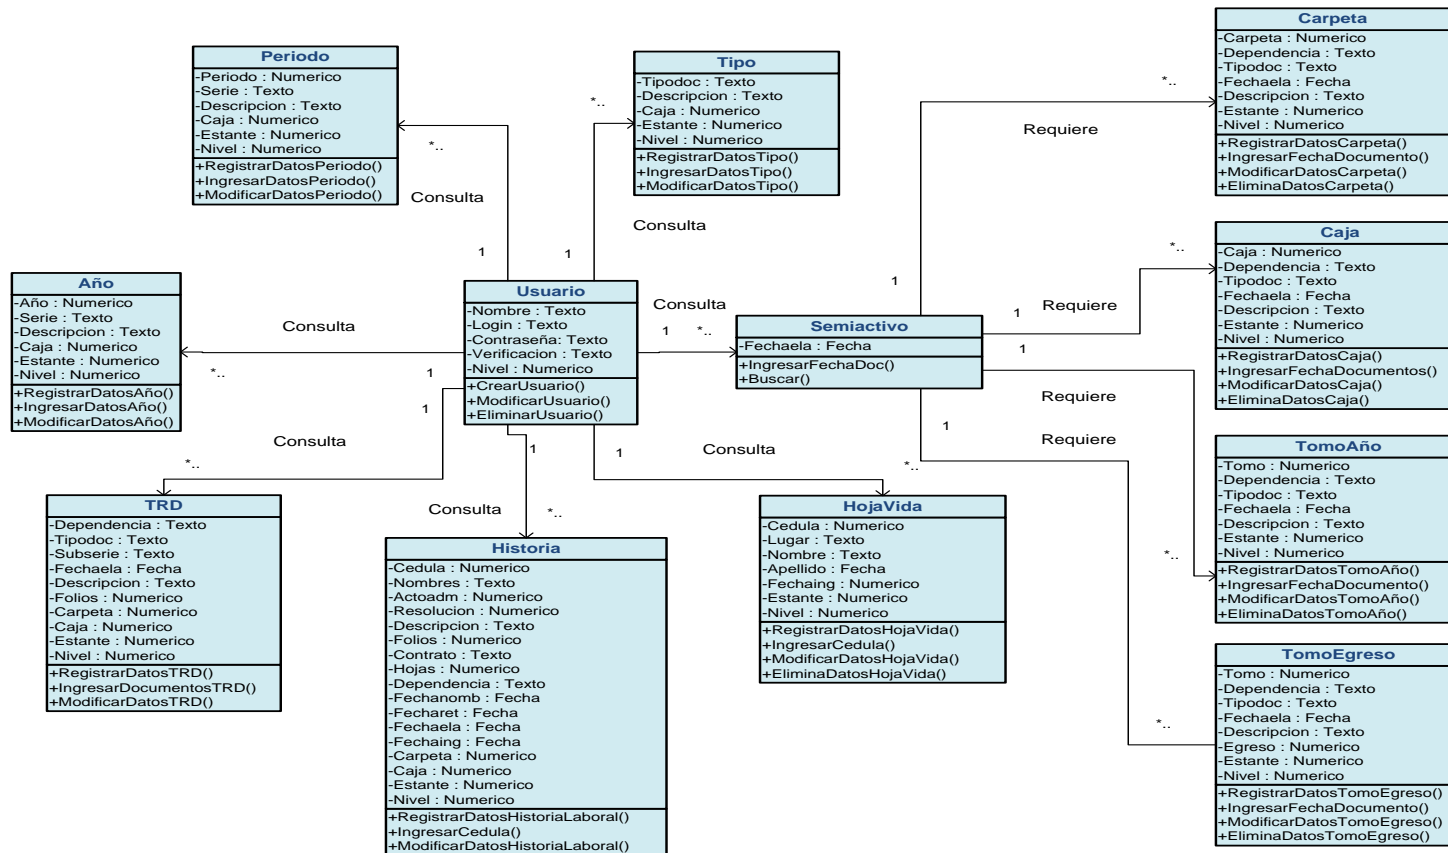 Periodo
-Periodo : Numerico
-Serie : Texto
-Descripcion : Texto
-Caja : Numerico
-Estante : Numerico
-Nivel : Numerico
+RegistrarDatosPeriodo()
+IngresarDatosPeriodo()
+ModificarDatosPeriodo()
*..
Consulta
1
Tipo
-Tipodoc : Texto
-Descripcion : Texto
-Caja : Numerico
-Estante : Numerico
-Nivel : Numerico
+RegistrarDatosTipo()
+IngresarDatosTipo()
+ModificarDatosTipo()
*..
Consulta
1
Carpeta
-Carpeta : Numerico
-Dependencia : Texto
-Tipodoc : Texto
-Fechaela : Fecha
-Descripcion : Texto
-Estante : Numerico
-Nivel : Numerico
+RegistrarDatosCarpeta()
+IngresarFechaDocumento()
+ModificarDatosCarpeta()
+EliminaDatosCarpeta()
*..
Requiere
1
Año
-Año : Numerico
-Serie : Texto
-Descripcion : Texto
-Caja : Numerico
-Estante : Numerico
-Nivel : Numerico
+RegistrarDatosAño()
+IngresarDatosAño()
+ModificarDatosAño()
Consulta
*..
1
Usuario
-Nombre : Texto
-Login : Texto
-Contraseña: Texto
-Verificacion : Texto
-Nivel : Numerico
+CrearUsuario()
+ModificarUsuario()
+EliminarUsuario()
Consulta
1
*..
Semiactivo
-Fechaela : Fecha
+IngresarFechaDoc()
+Buscar()
Caja
-Caja : Numerico
-Dependencia : Texto
-Tipodoc : Texto
-Fechaela : Fecha
-Descripcion : Texto
-Estante : Numerico
-Nivel : Numerico
+RegistrarDatosCaja()
+IngresarFechaDocumentos()
+ModificarDatosCaja()
+EliminaDatosCaja()
*..
Requiere
1
1
Requiere
*..
TomoAño
-Tomo : Numerico
-Dependencia : Texto
-Tipodoc : Texto
-Fechaela : Fecha
-Descripcion : Texto
-Estante : Numerico
-Nivel : Numerico
+RegistrarDatosTomoAño()
+IngresarFechaDocumento()
+ModificarDatosTomoAño()
+EliminaDatosTomoAño()
1
Requiere
*..
TomoEgreso
-Tomo : Numerico
-Dependencia : Texto
-Tipodoc : Texto
-Fechaela : Fecha
-Descripcion : Texto
-Egreso : Numerico
-Estante : Numerico
-Nivel : Numerico
+RegistrarDatosTomoEgreso()
+IngresarFechaDocumento()
+ModificarDatosTomoEgreso()
+EliminaDatosTomoEgreso()
1
Consulta
*..
TRD
-Dependencia : Texto
-Tipodoc : Texto
-Subserie : Texto
-Fechaela : Fecha
-Descripcion : Texto
-Folios : Numerico
-Carpeta : Numerico
-Caja : Numerico
-Estante : Numerico
-Nivel : Numerico
+RegistrarDatosTRD()
+IngresarDocumentosTRD()
+ModificarDatosTRD()
1
Consulta
*..
Historia
-Cedula : Numerico
-Nombres : Texto
-Actoadm : Numerico
-Resolucion : Numerico
-Descripcion : Texto
-Folios : Numerico
-Contrato : Texto
-Hojas : Numerico
-Dependencia : Texto
-Fechanomb : Fecha
-Fecharet : Fecha
-Fechaela : Fecha
-Fechaing : Fecha
-Carpeta : Numerico
-Caja : Numerico
-Estante : Numerico
-Nivel : Numerico
+RegistrarDatosHistoriaLaboral()
+IngresarCedula()
+ModificarDatosHistoriaLaboral()
1
Consulta
*..
HojaVida
-Cedula : Numerico
-Lugar : Texto
-Nombre : Texto
-Apellido : Fecha
-Fechaing : Numerico
-Estante : Numerico
-Nivel : Numerico
+RegistrarDatosHojaVida()
+IngresarCedula()
+ModificarDatosHojaVida()
+EliminaDatosHojaVida()